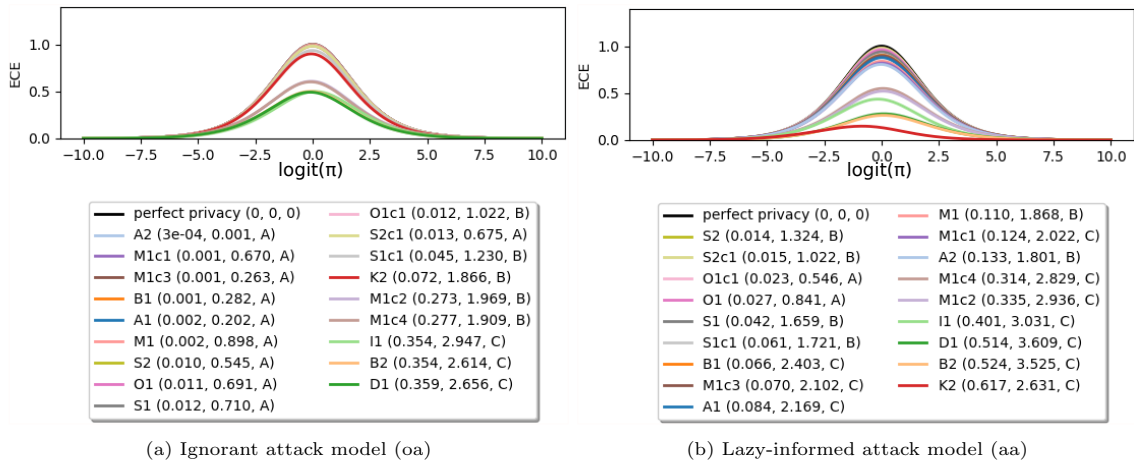 1.0
0.5
0.0
ECE
−10.0 −7.5 −5.0 −2.5 0.0 2.5 5.0 7.5 10.0
logit(π)
perfect privacy (0, 0, 0)
A2 (3e-04, 0.001, A)
M1c1 (0.001, 0.670, A)
M1c3 (0.001, 0.263, A)
B1 (0.001, 0.282, A)
A1 (0.002, 0.202, A)
M1 (0.002, 0.898, A)
S2 (0.010, 0.545, A)
O1 (0.011, 0.691, A)
S1 (0.012, 0.710, A)
O1c1 (0.012, 1.022, B)
S2c1 (0.013, 0.675, A)
S1c1 (0.045, 1.230, B)
K2 (0.072, 1.866, B)
M1c2 (0.273, 1.969, B)
M1c4 (0.277, 1.909, B)
I1 (0.354, 2.947, C)
B2 (0.354, 2.614, C)
D1 (0.359, 2.656, C)
(a) Ignorant attack model (oa)
1.0
0.5
0.0
ECE
−10.0 −7.5 −5.0 −2.5 0.0 2.5 5.0 7.5 10.0
logit(π)
perfect privacy (0, 0, 0)
S2 (0.014, 1.324, B)
S2c1 (0.015, 1.022, B)
O1c1 (0.023, 0.546, A)
O1 (0.027, 0.841, A)
S1 (0.042, 1.659, B)
S1c1 (0.061, 1.721, B)
B1 (0.066, 2.403, C)
M1c3 (0.070, 2.102, C)
A1 (0.084, 2.169, C)
M1 (0.110, 1.868, B)
M1c1 (0.124, 2.022, C)
A2 (0.133, 1.801, B)
M1c4 (0.314, 2.829, C)
M1c2 (0.335, 2.936, C)
I1 (0.401, 3.031, C)
D1 (0.514, 3.609, C)
B2 (0.524, 3.525, C)
K2 (0.617, 2.631, C)
(b) Lazy-informed attack model (aa)